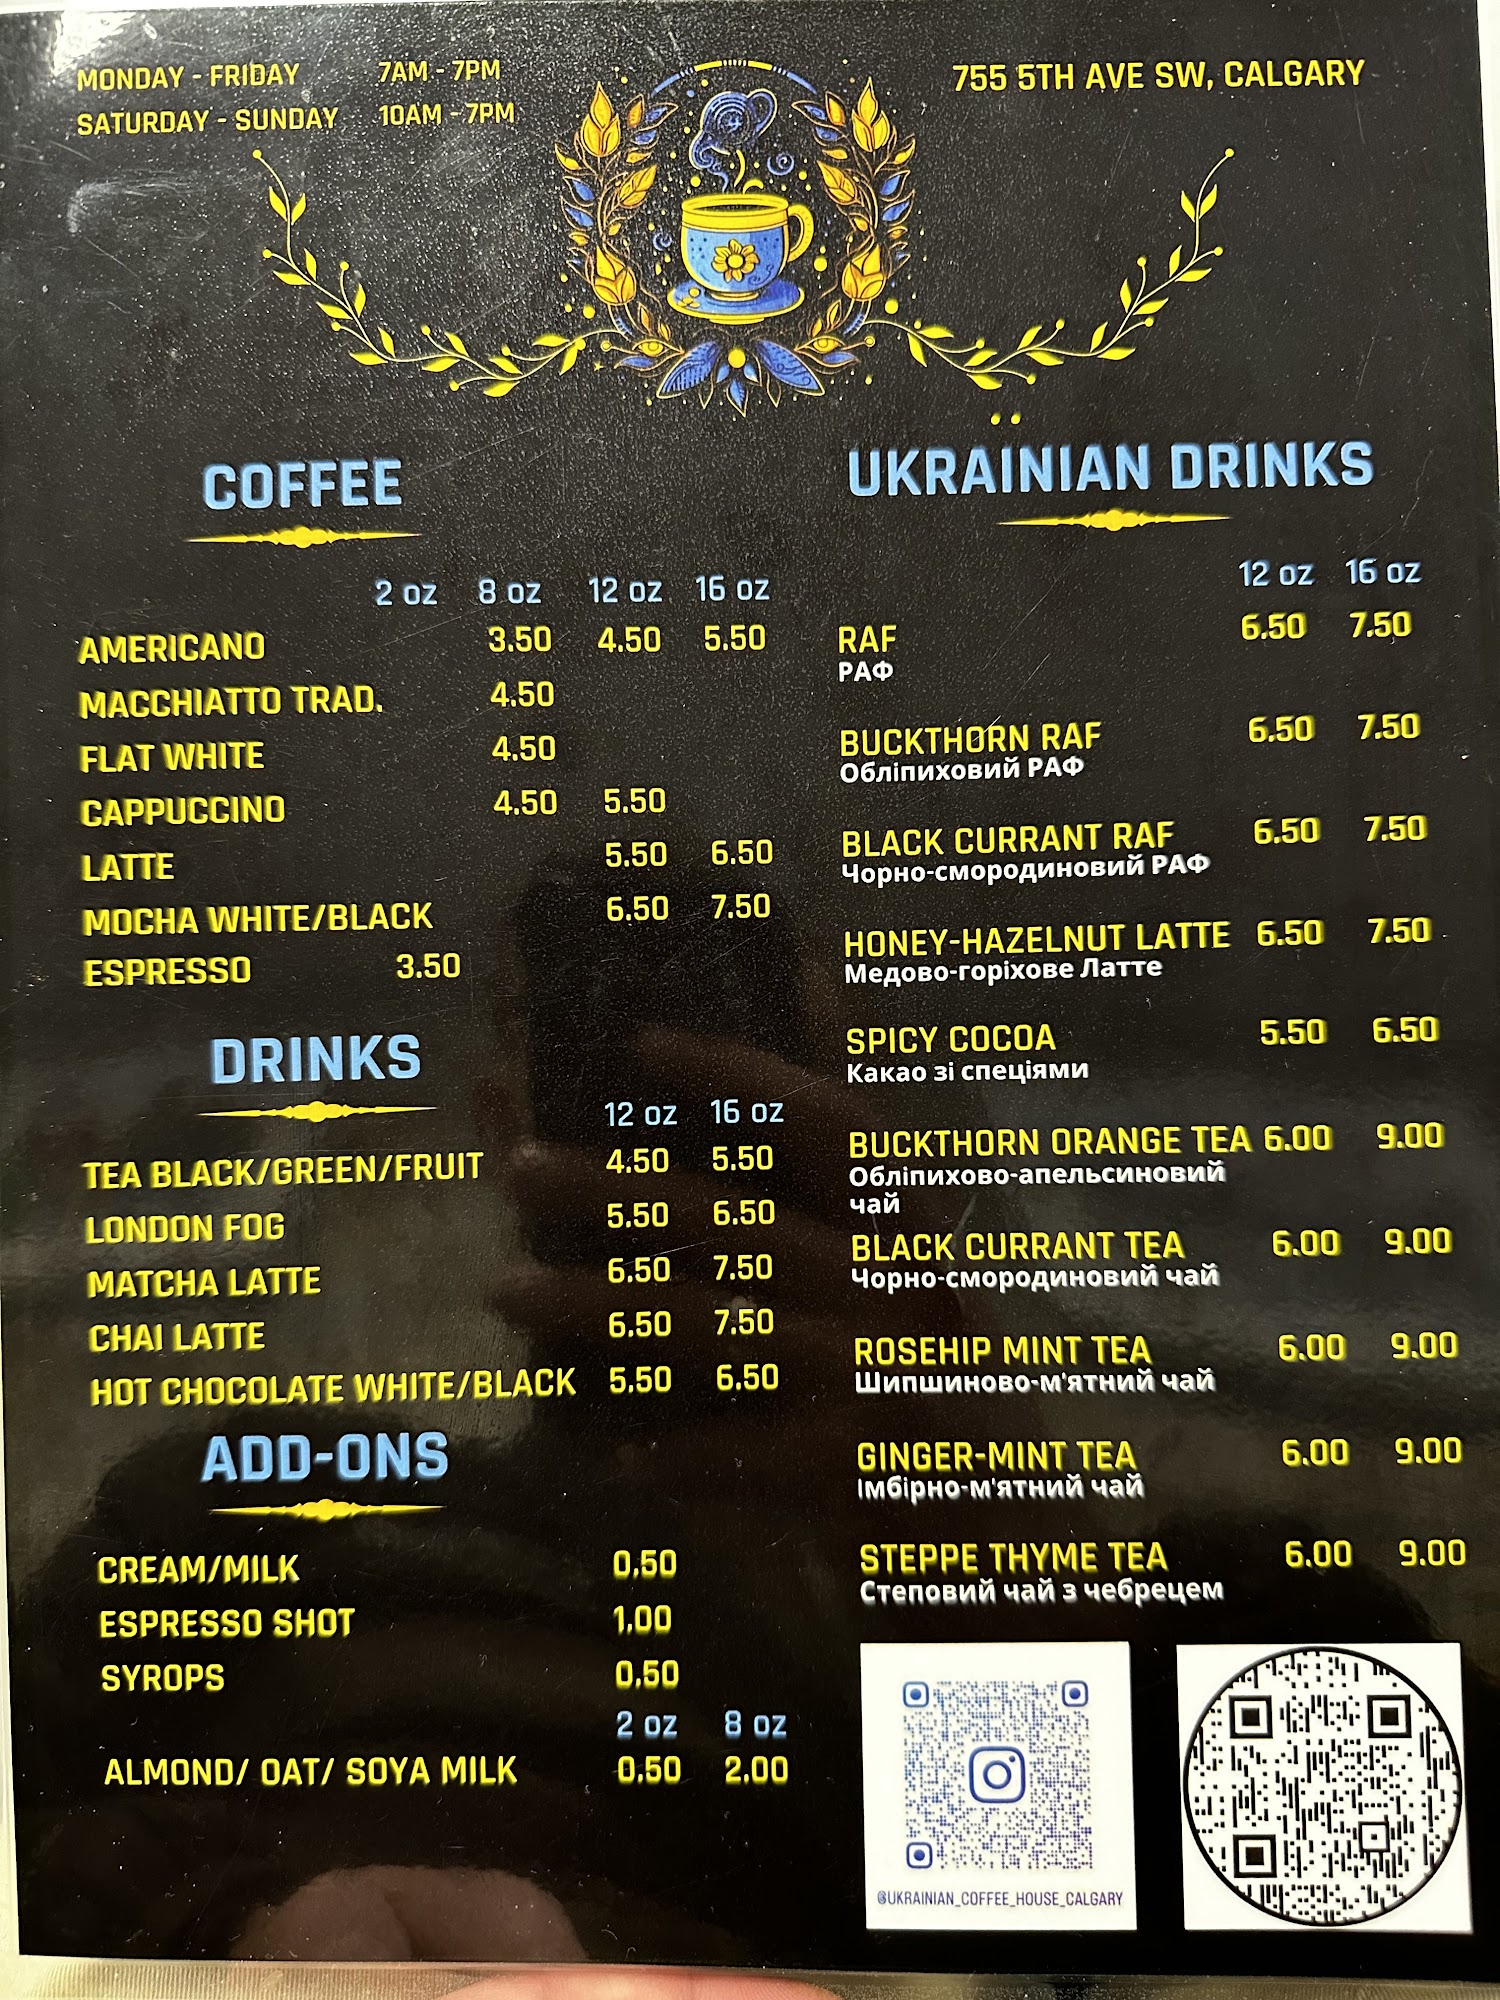 MONDAY - FRIDAY 7AM - 7PM
SATURDAY - SUNDAY 10AM - 7PM
755 5TH AVE SW, CALGARY
COFFEE
2 oz 8 oz 12 oz 16 oz
AMERICANO 3.50 4.50 5.50
MACCHIATTO TRAD. 4.50
FLAT WHITE 4.50
CAPPUCCINO 4.50 5.50
LATTE 5.50 6.50
MOCHA WHITE/BLACK 6.50 7.50
ESPRESSO 3.50
DRINKS
12 oz 16 oz
TEA BLACK/GREEN/FRUIT 4.50 5.50
LONDON FOG 5.50 6.50
MATCHA LATTE 6.50 7.50
CHAI LATTE 6.50 7.50
HOT CHOCOLATE WHITE/BLACK 5.50 6.50
ADD-ONS
CREAM/MILK 0.50
ESPRESSO SHOT 1.00
SYROPS 0.50
2 oz 8 oz
ALMOND/ OAT/ SOYA MILK 0.50 2.00
UKRAЇNIAN DRINKS
12 oz 16 oz
RAF 6.50 7.50
РАФ
BUCKTHORN RAF 6.50 7.50
Обліпиховий РАФ
BLACK CURRANT RAF 6.50 7.50
Чорно-смородиновий РАФ
HONEY-HAZELNUT LATTE 6.50 7.50
Медово-горіхове Латте
SPICY COCOA 5.50 6.50
Какао зі спеціями
BUCKTHORN ORANGE TEA 6.00 9.00
Обліпихово-апельсиновий
чай
BLACK CURRANT TEA 6.00 9.00
Чорно-смородиновий чай
ROSEHIP MINT TEA 6.00 9.00
Шипшиново-м'ятний чай
GINGER-MINT TEA 6.00 9.00
Імбірно-м'ятний чай
STEPPE THYME TEA 6.00 9.00
Степовий чай з чебрецем
@UKRAINIAN_COFFEE_HOUSE_CALGARY